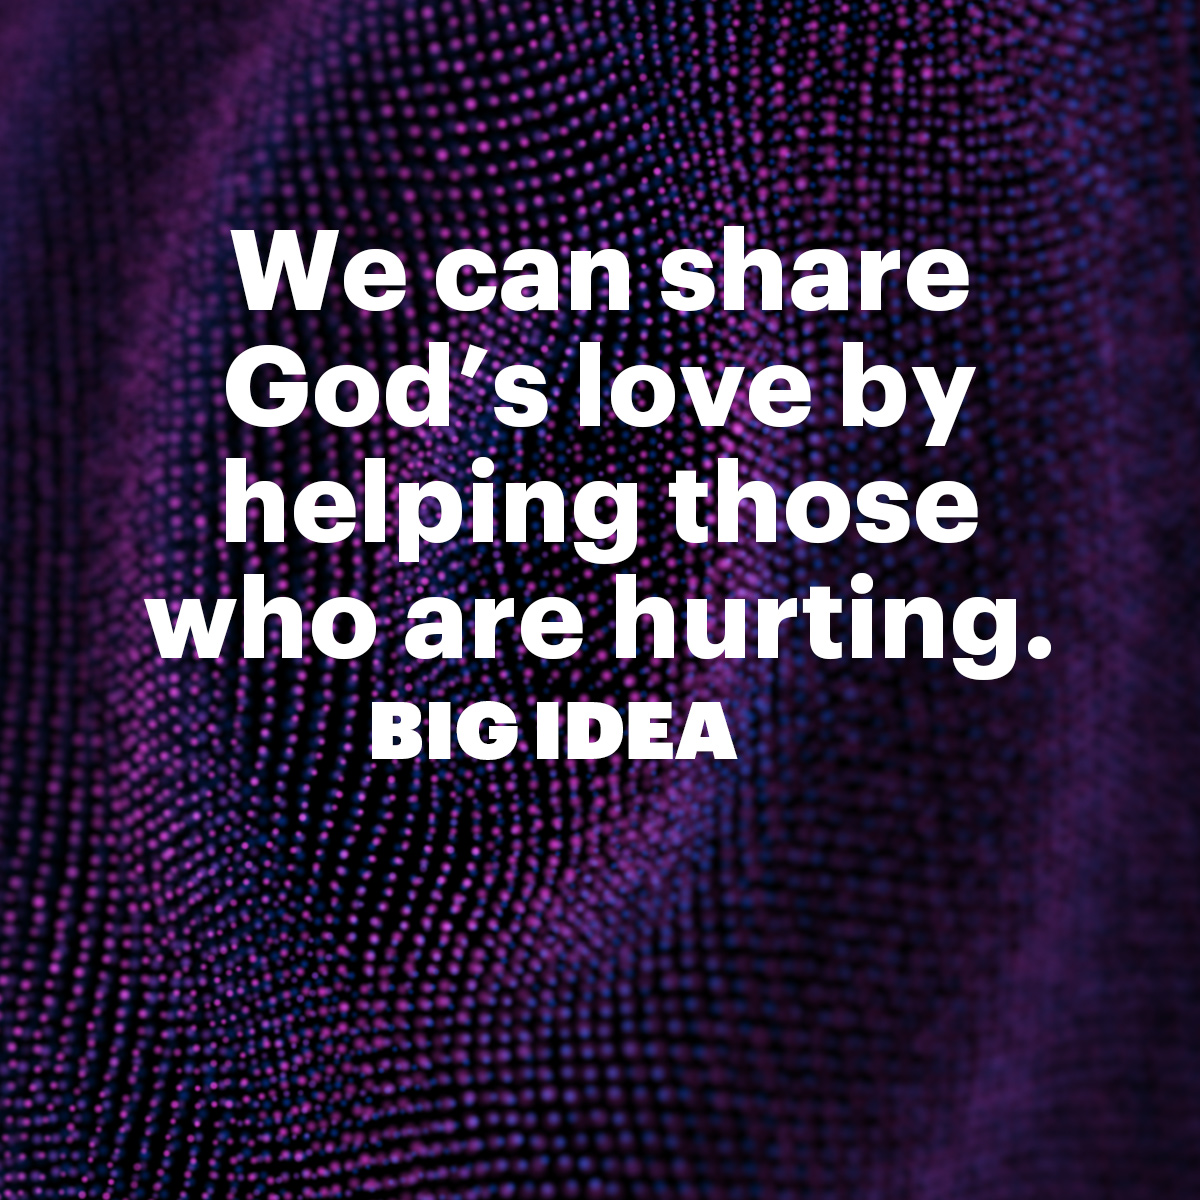 We can share
God's love by
helping those
who are hurting.
BIG IDEA